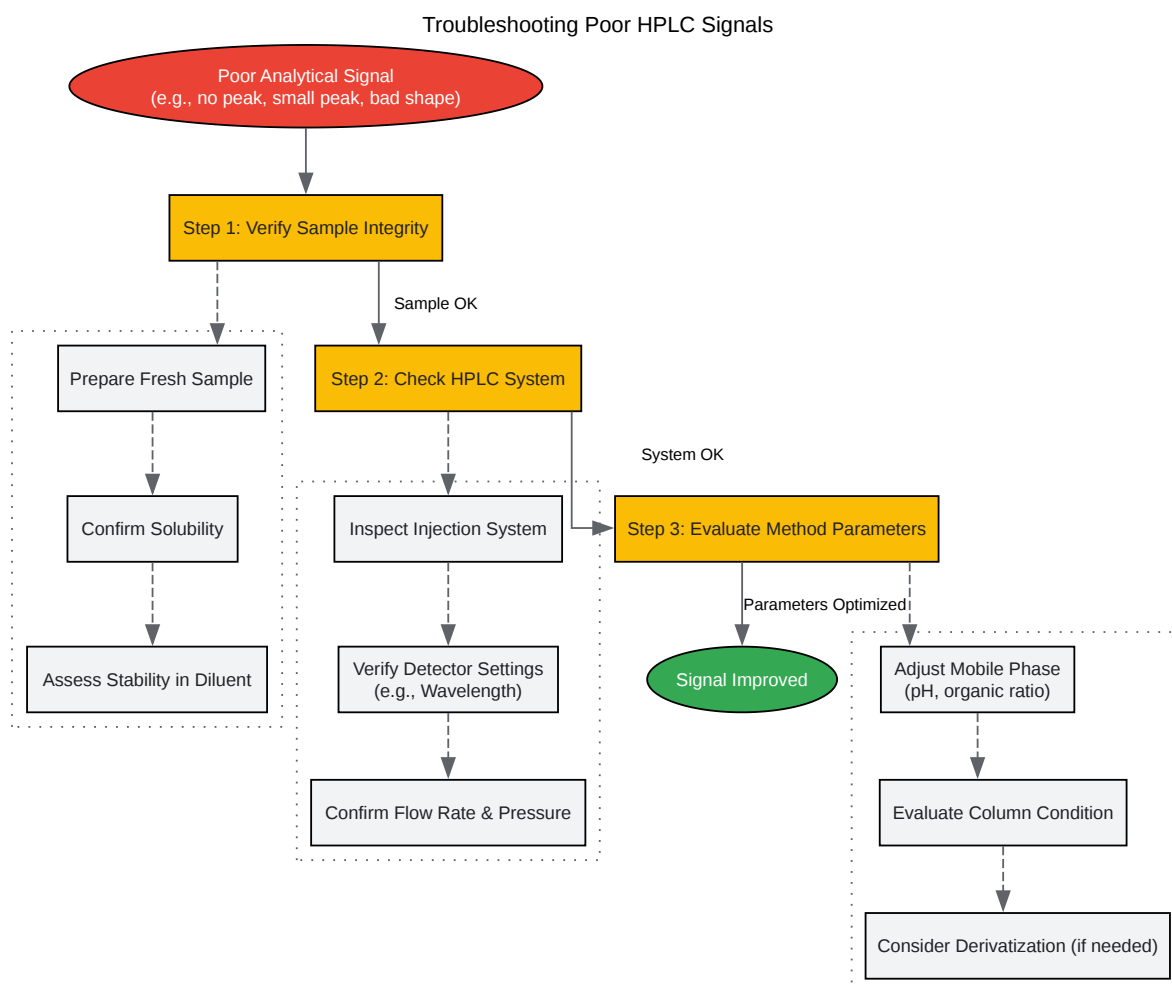 Troubleshooting Poor HPLC Signals
Poor Analytical Signal
(e.g., no peak, small peak, bad shape)
Step 1: Verify Sample Integrity
Sample OK
Prepare Fresh Sample
Step 2: Check HPLC System
System OK
Confirm Solubility
Inspect Injection System
Step 3: Evaluate Method Parameters
Parameters Optimized
Assess Stability in Diluent
Verify Detector Settings
(e.g., Wavelength)
Signal Improved
Adjust Mobile Phase
(pH, organic ratio)
Confirm Flow Rate & Pressure
Evaluate Column Condition
Consider Derivatization (if needed)